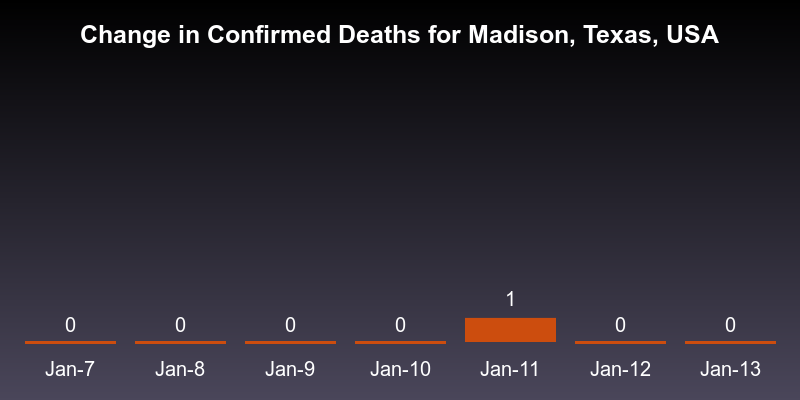 Change in Confirmed Deaths for Madison, Texas, USA
0 0 0 0 1 0 0
Jan-7 Jan-8 Jan-9 Jan-10 Jan-11 Jan-12 Jan-13